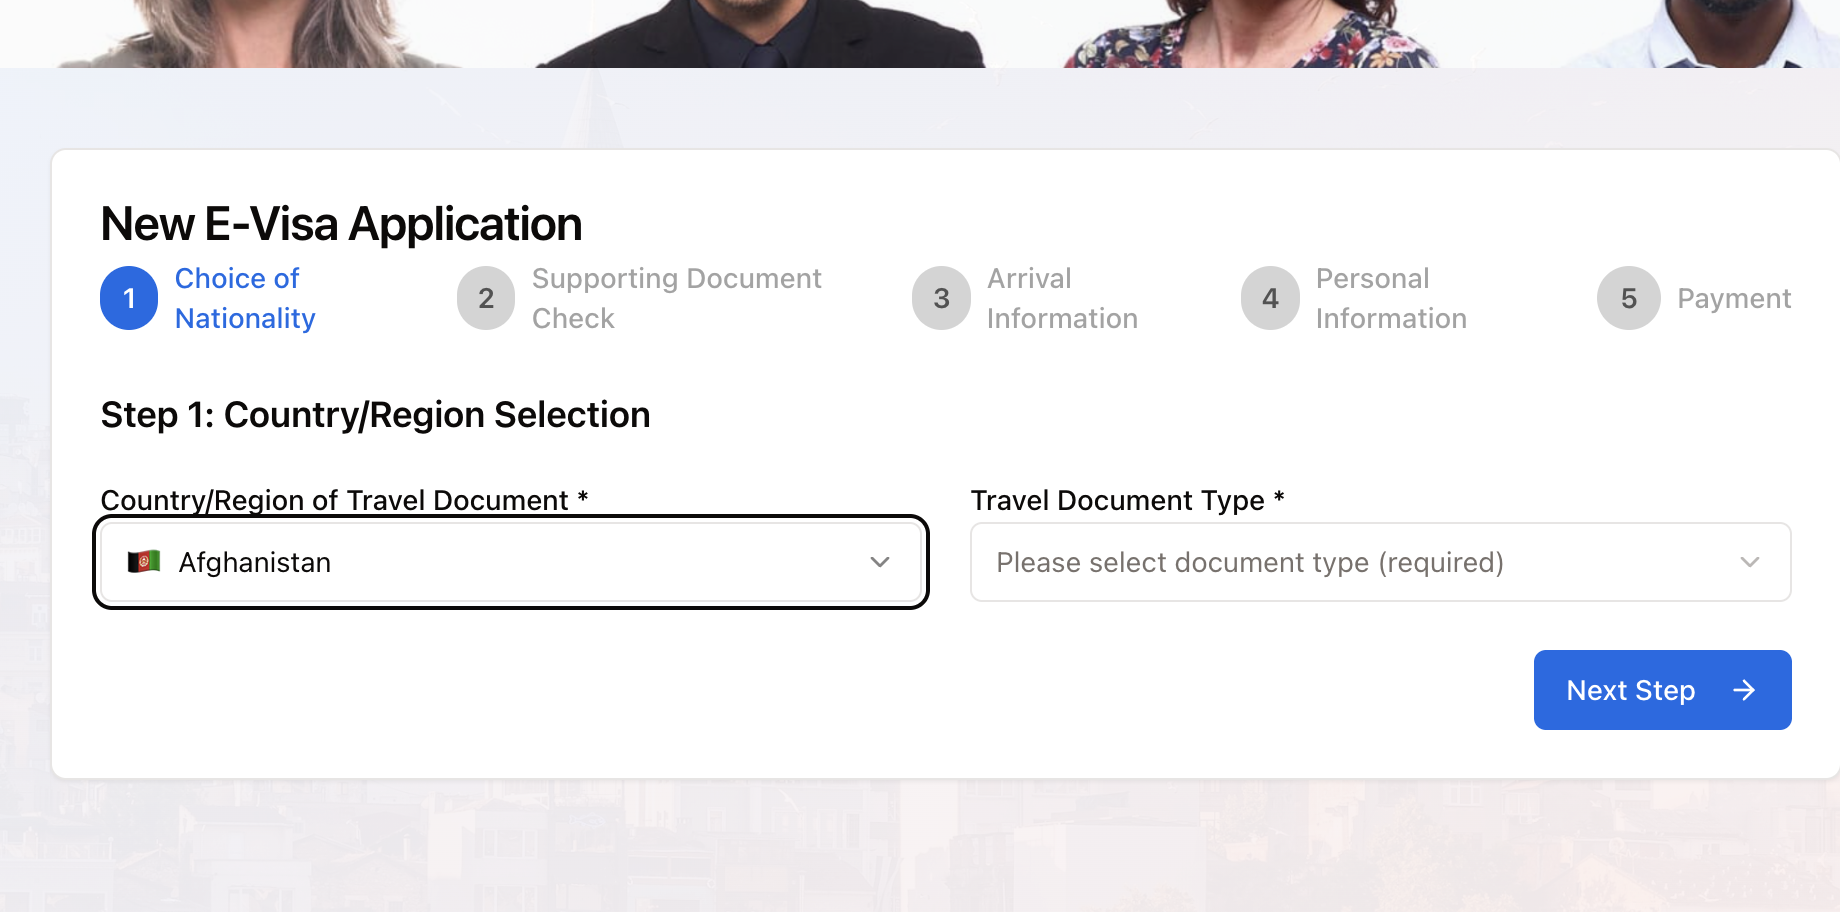 New E-Visa Application
1
Choice of
Nationality
2
Supporting Document
Check
3
Arrival
Information
4
Personal
Information
5
Payment
Step 1: Country/Region Selection
Country/Region of Travel Document *
Afghanistan
Travel Document Type *
Please select document type (required)
Next Step